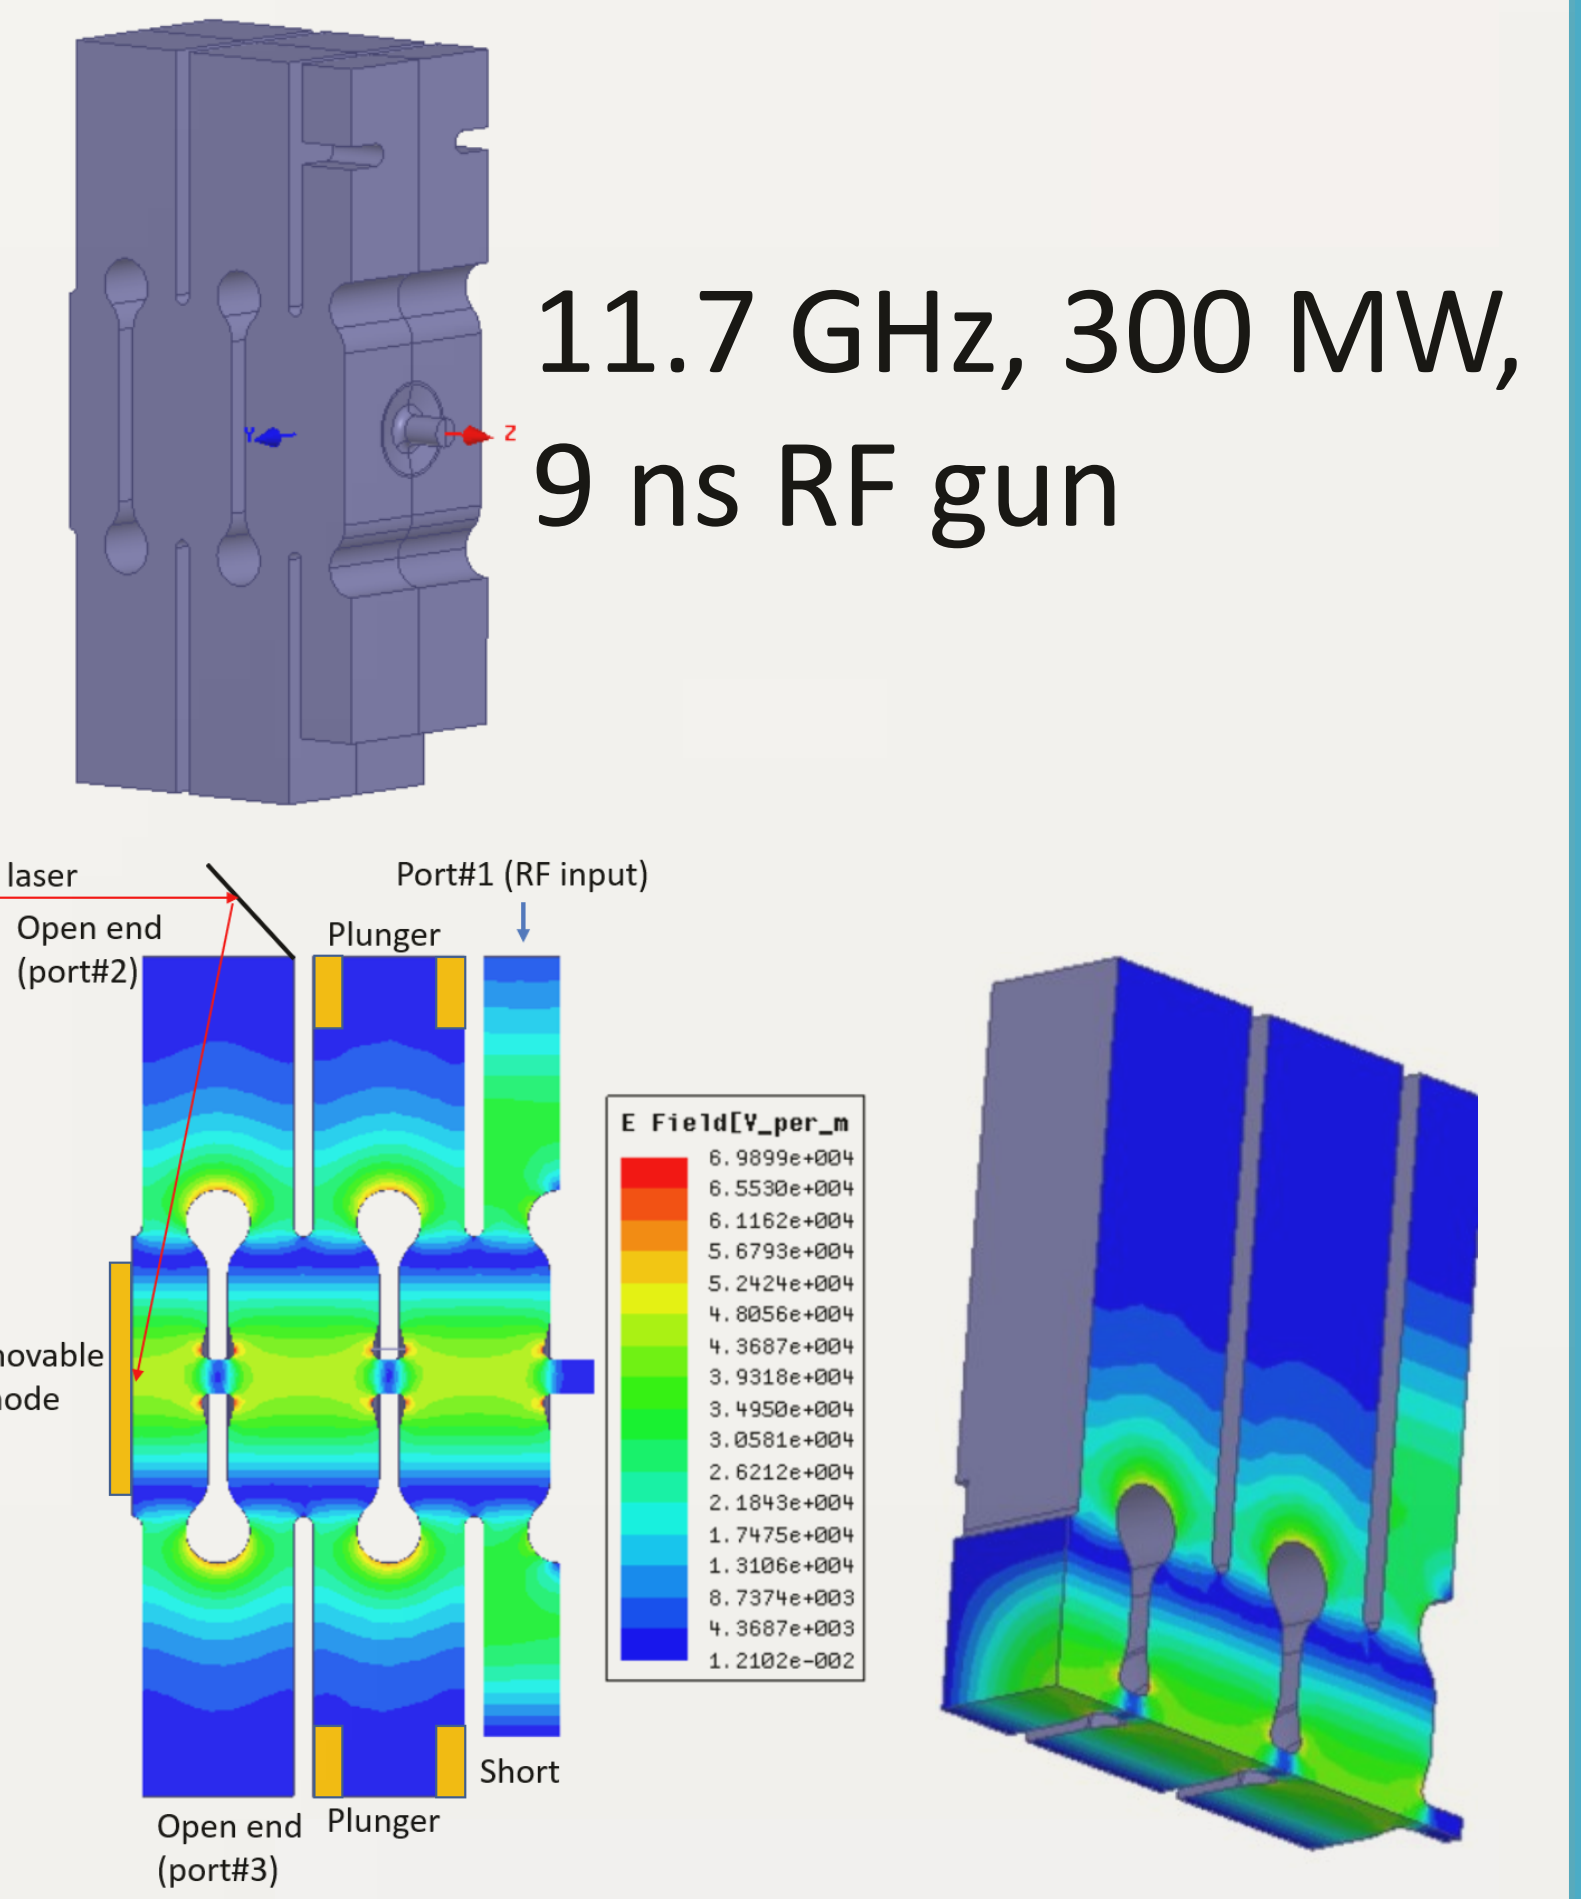 11.7 GHz, 300 MW,
9 ns RF gun
Y
Z
laser
Port#1 (RF input)
Open end
(port#2)
Plunger
E Field[V_per_m
6.9899e+004
6.5530e+004
6.1162e+004
5.6793e+004
5.2424e+004
4.8056e+004
4.3687e+004
3.9318e+004
3.4950e+004
3.0581e+004
2.6212e+004
2.1843e+004
1.7475e+004
1.3106e+004
8.7374e+003
4.3687e+003
1.2102e-002
ovable
ode
Short
Open end
(port#3)
Plunger